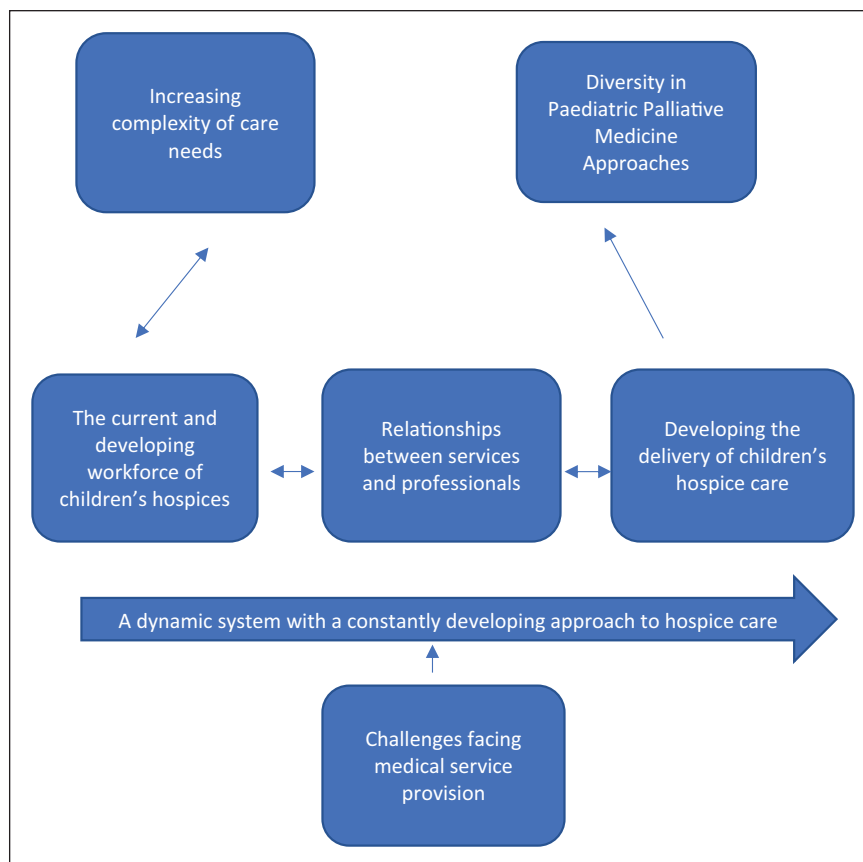 Increasing
complexity of care
needs
Diversity in
Paediatric Palliative
Medicine
Approaches
The current and
developing
workforce of
children’s hospices
Relationships
between services
and professionals
Developing the
delivery of children’s
hospice care
A dynamic system with a constantly developing approach to hospice care
Challenges facing
medical service
provision